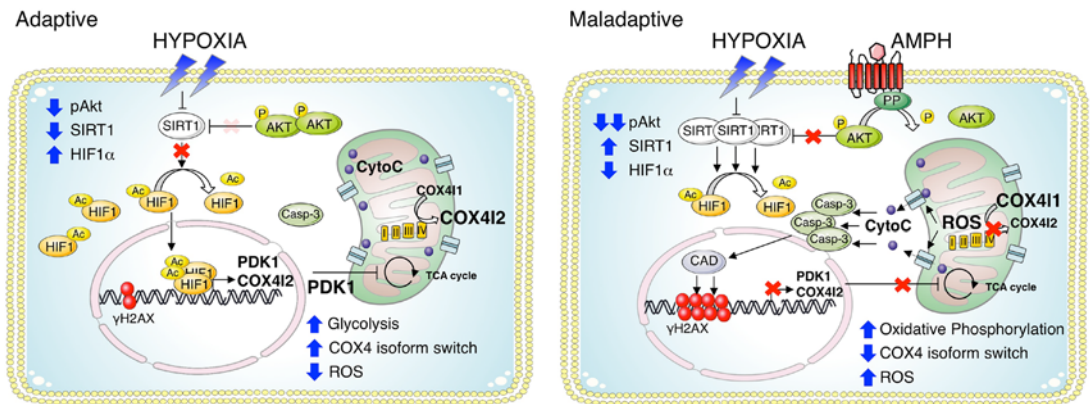 Adaptive
HYPOXIA
pAkt
SIRT1
HIF1α
SIRT1
P
P
AKT
AKT
Ac
Ac
HIF1
HIF1
Ac
HIF1
Ac
HIF1
Casp-3
CytoC
COX4I1
COX4I2
I II III IV
TCA cycle
Ac
Ac
HIF1
HIF1
PDK1
COX4I2
PDK1
γH2AX
Glycolysis
COX4 isoform switch
ROS
Maladaptive
HYPOXIA
AMPH
PP
P
P
AKT
AKT
pAkt
SIRT1
HIF1α
SIRT
SIRT1
IRT1
Ac
Ac
HIF1
HIF1
Casp-3
Casp-3
Casp-3
CytoC
ROS
COX4I1
COX4I2
I II III IV
TCA cycle
CAD
PDK1
COX4I2
γH2AX
Oxidative Phosphorylation
COX4 isoform switch
ROS